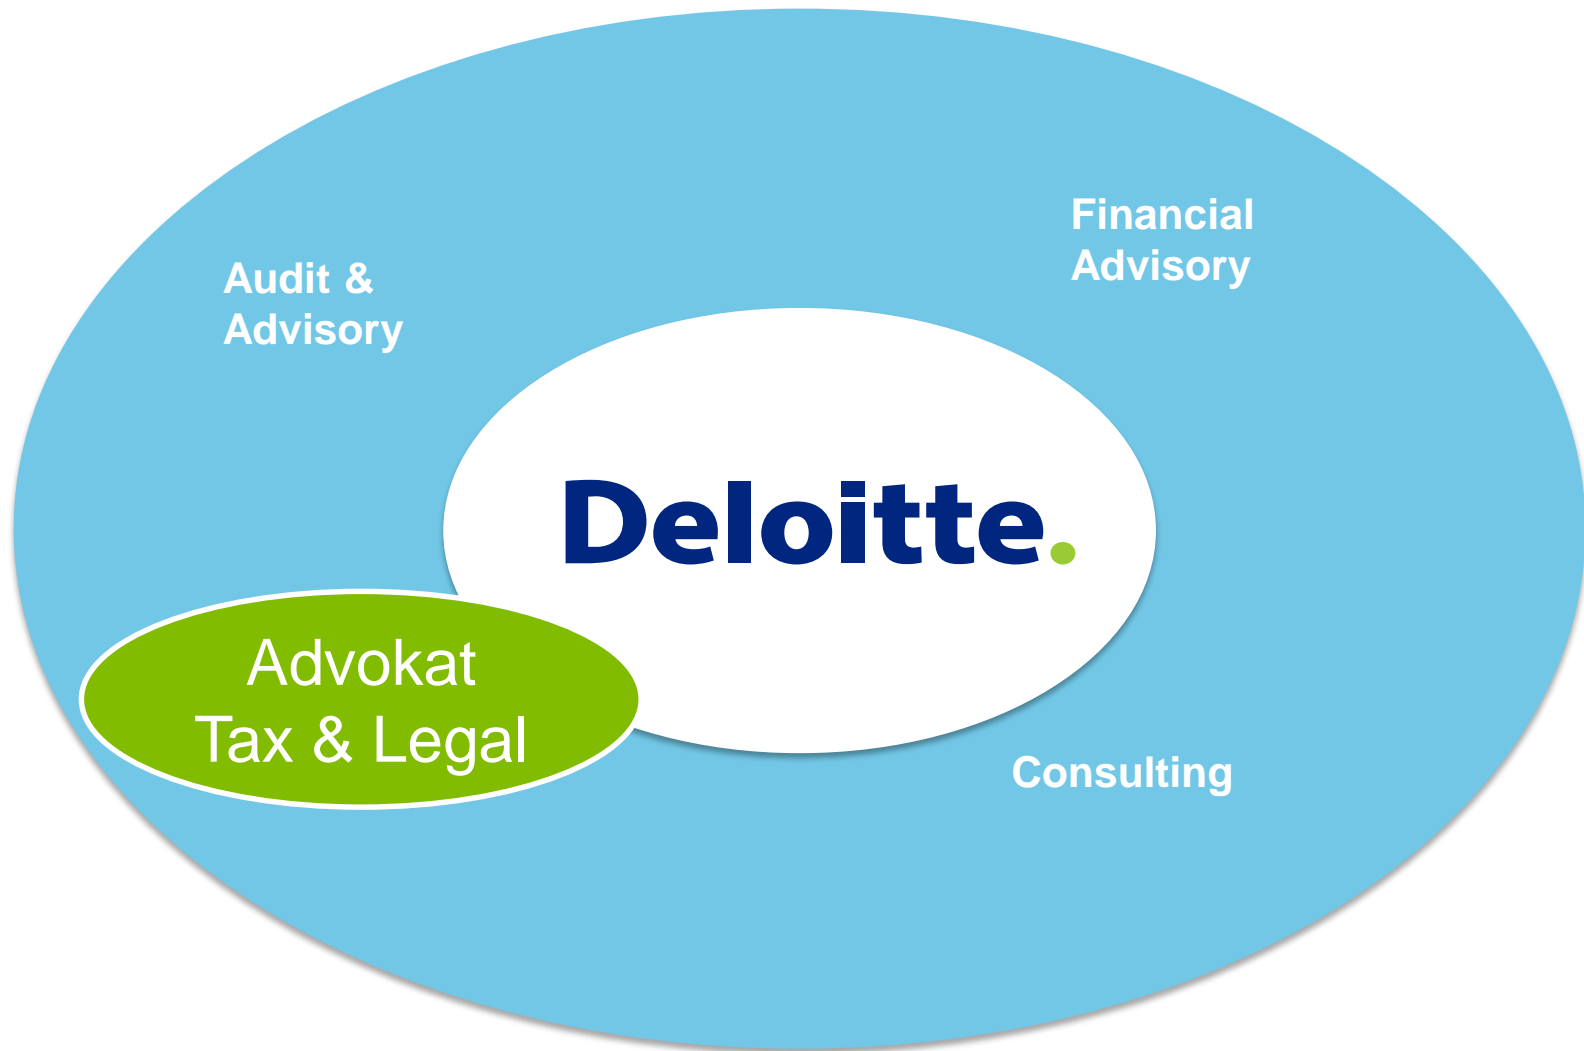 Financial
Advisory
Audit &
Advisory
Deloitte.
Advokat
Tax & Legal
Consulting